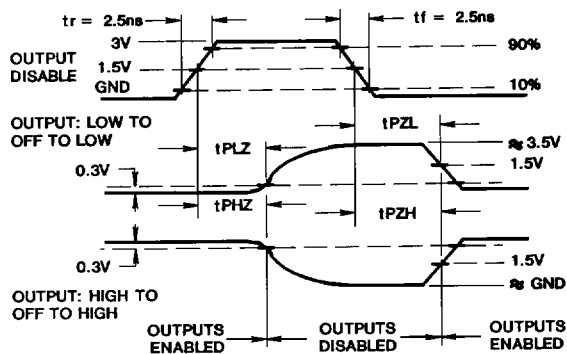 tr = 2.5ns
tf = 2.5ns
3V
90%
OUTPUT
DISABLE
1.5V
GND
10%
OUTPUT: LOW TO
OFF TO LOW
tPLZ
tPZL
≈ 3.5V
0.3V
1.5V
tPHZ
tPZH
0.3V
1.5V
≈ GND
OUTPUT: HIGH TO
OFF TO HIGH
OUTPUTS
ENABLED
OUTPUTS
DISABLED
OUTPUTS
ENABLED